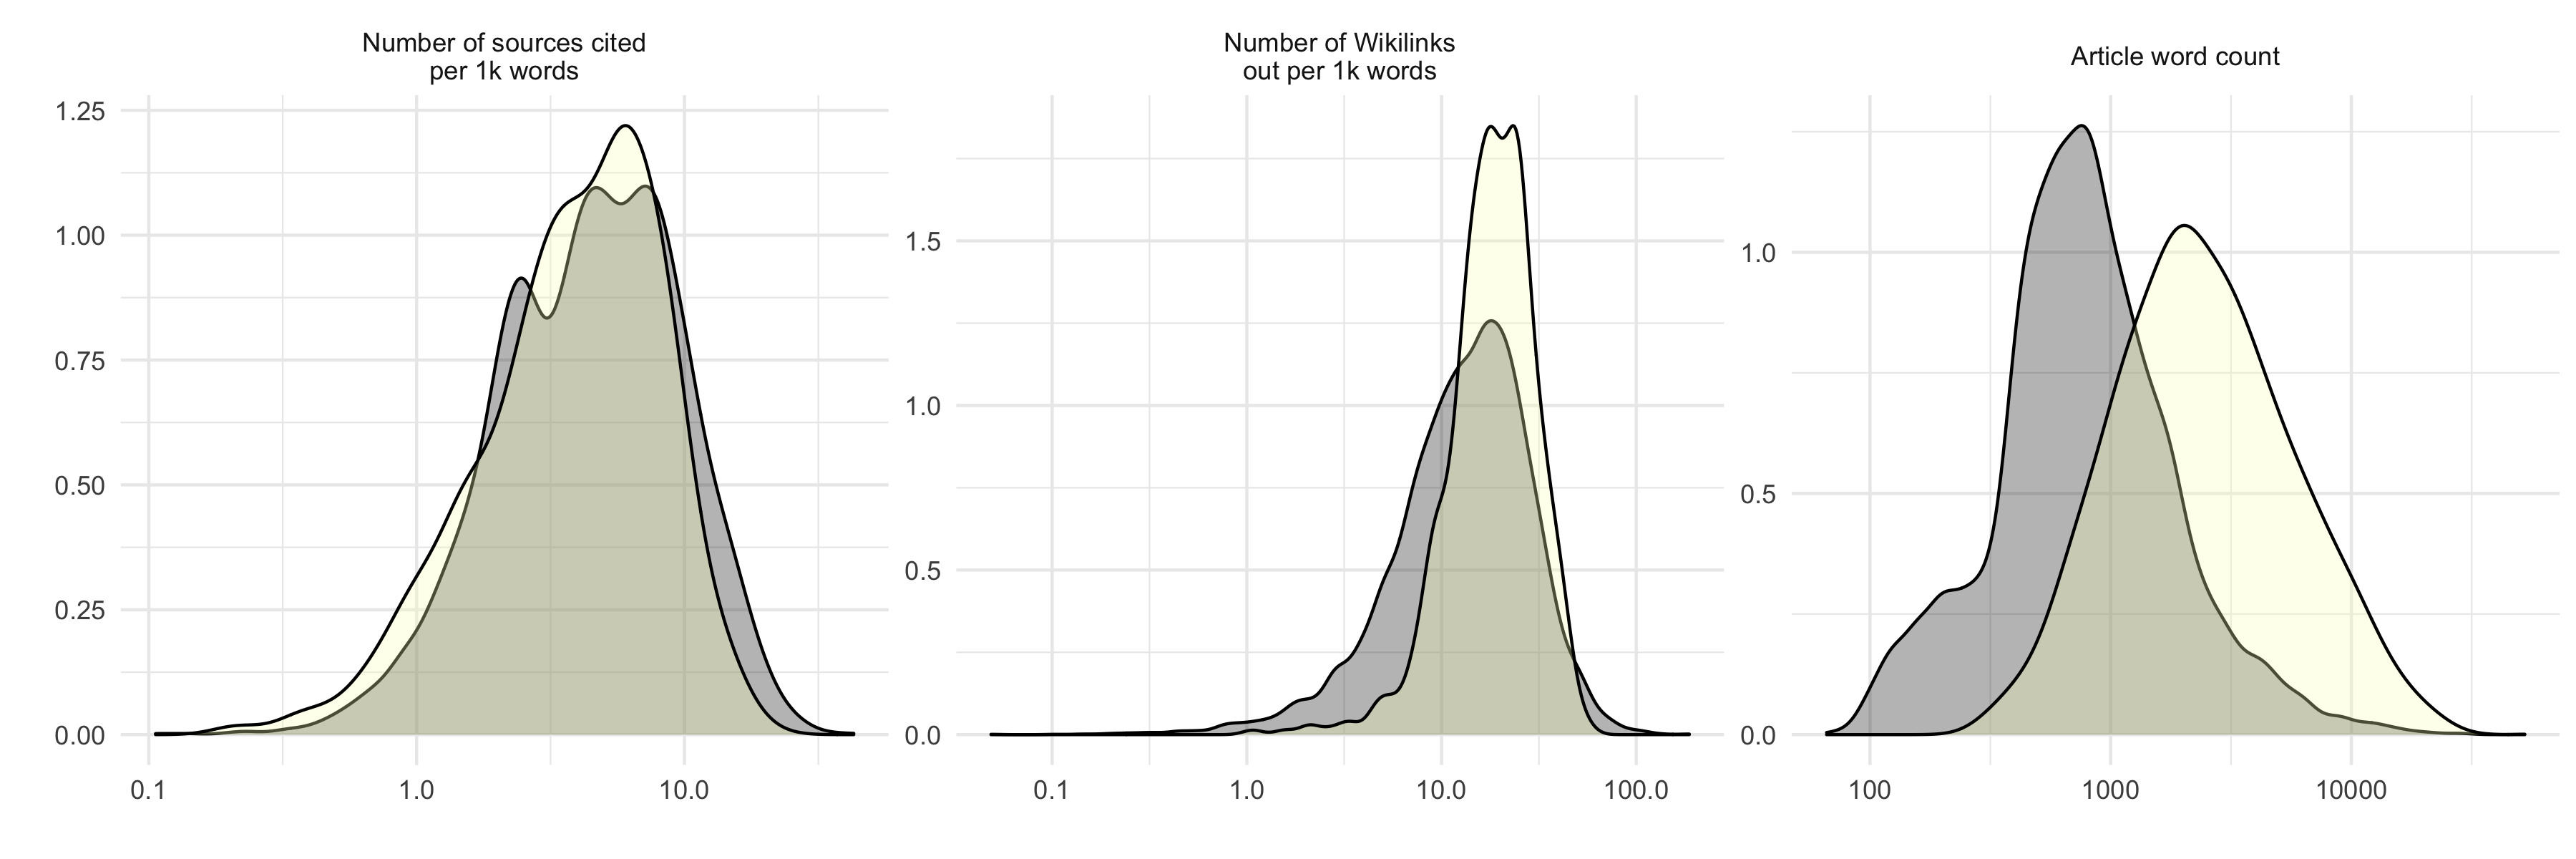 Number of sources cited
per 1k words
1.25
1.00
0.75
0.50
0.25
0.00
0.1 1.0 10.0
Number of Wikilinks
out per 1k words
1.5
1.0
0.5
0.0
0.1 1.0 10.0 100.0
Article word count
1.0
0.5
0.0
100 1000 10000